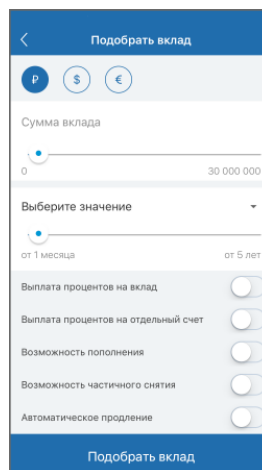 Подобрать вклад
₽ $ €
Сумма вклада
0 30 000 000
Выберите значение
от 1 месяца от 5 лет
Выплата процентов на вклад
Выплата процентов на отдельный счет
Возможность пополнения
Возможность частичного снятия
Автоматическое продление
Подобрать вклад